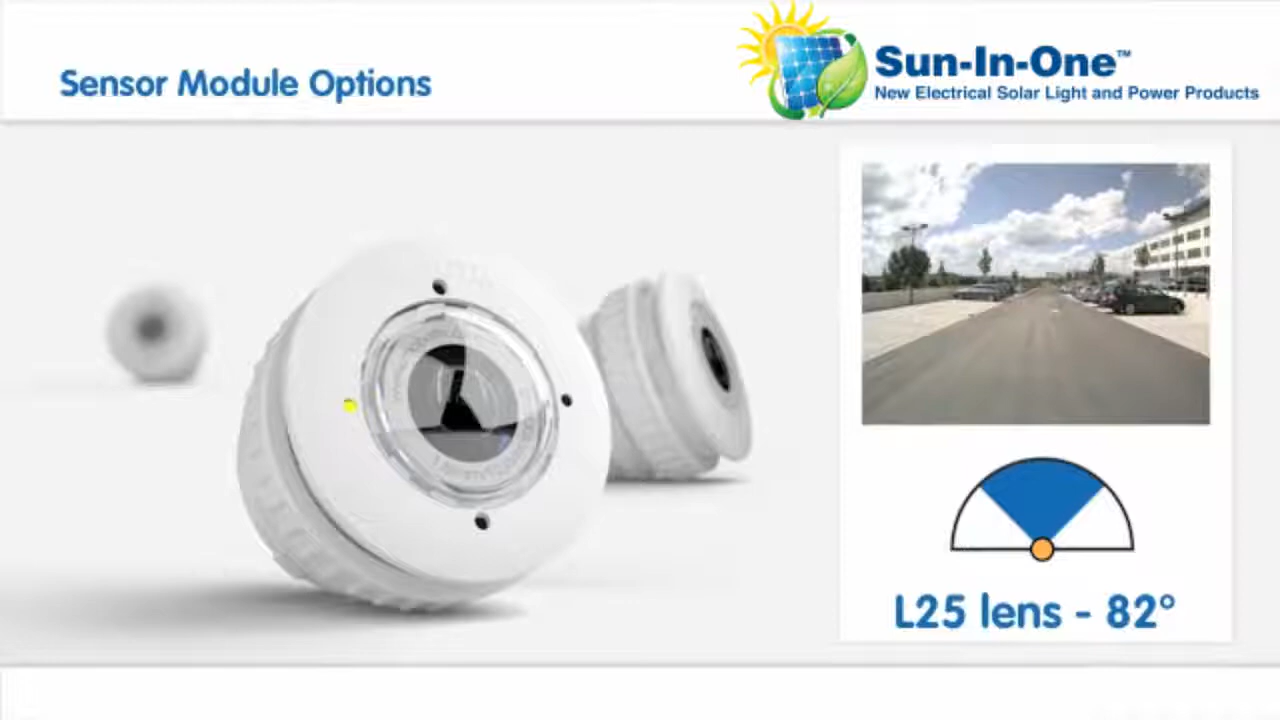 Sensor Module Options
Sun-In-One™
New Electrical Solar Light and Power Products
L25 lens - 82°